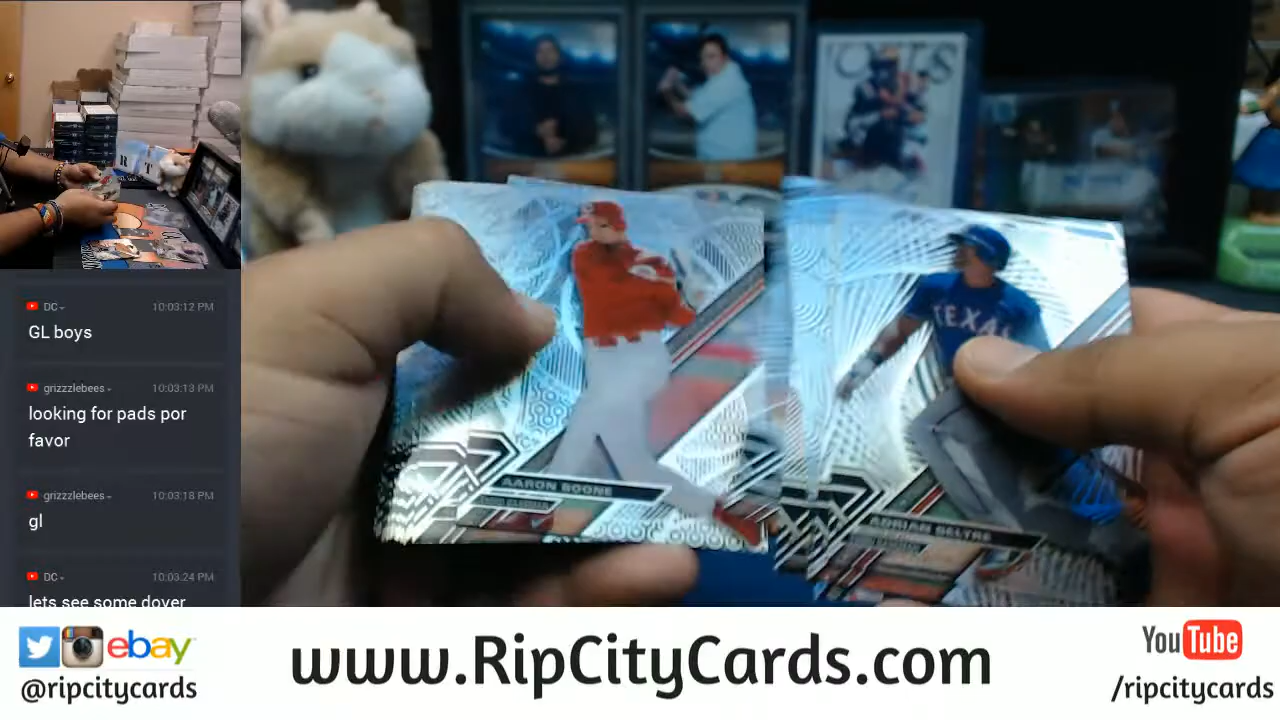 DC
10:03:12 PM
GL boys
grizzzlebees
10:03:13 PM
looking for pads por
favor
grizzzlebees
10:03:18 PM
gl
DC
10:03:24 PM
lets see some dover
TEXAS
AARON BOONE
ADRIAN BELTRE
ebay
@ripcitycards
www.RipCityCards.com
YouTube
/ripcitycards